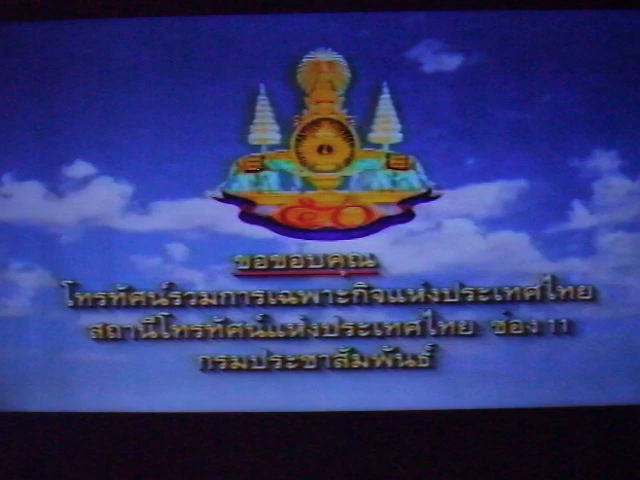 ๕๐
ขอขอบคุณ
โทรทัศน์รวมการเฉพาะกิจแห่งประเทศไทย
สถานีโทรทัศน์แห่งประเทศไทย ช่อง 11
กรมประชาสัมพันธ์